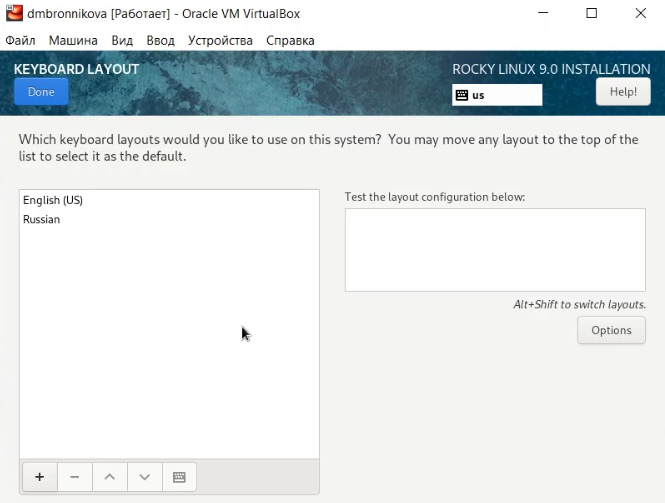 dmbronnikova [Работает] - Oracle VM VirtualBox
Файл Машина Вид Ввод Устройства Справка
KEYBOARD LAYOUT
ROCKY LINUX 9.0 INSTALLATION
Done
us
Help!
Which keyboard layouts would you like to use on this system? You may move any layout to the top of the
list to select it as the default.
English (US)
Russian
Test the layout configuration below:
Alt+Shift to switch layouts.
Options